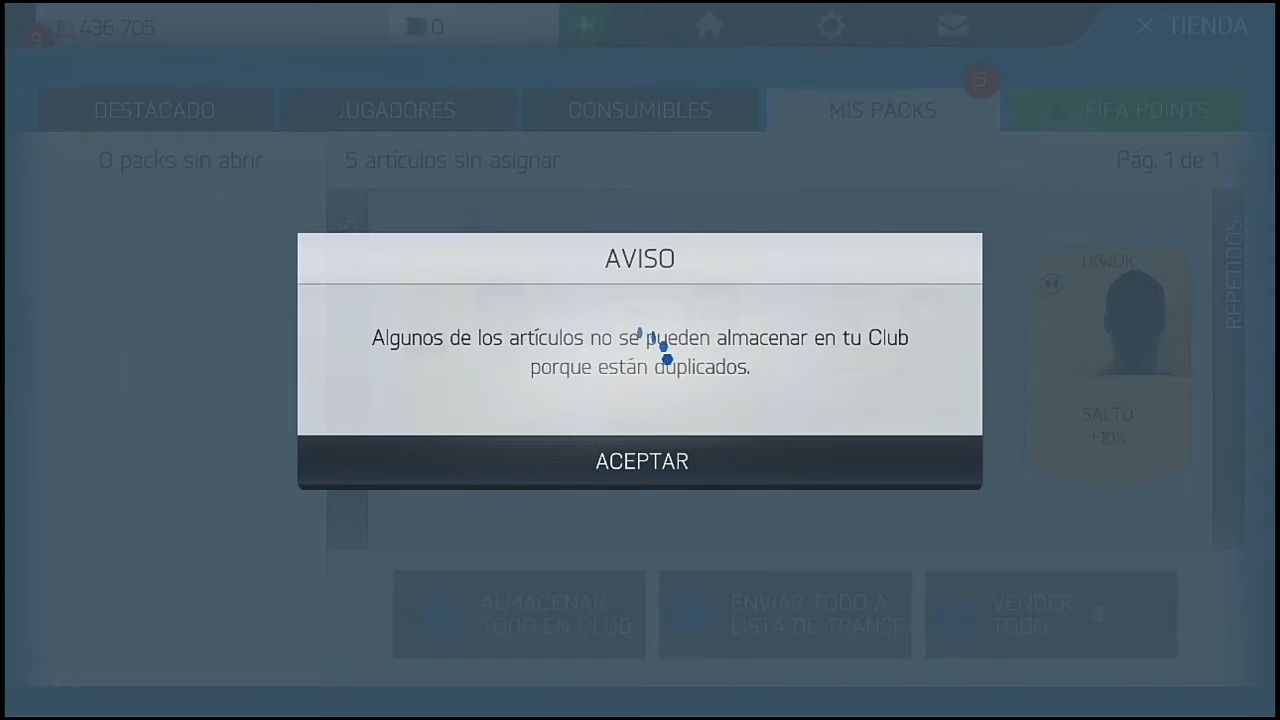 436 705
0
9
TIENDA
DESTACADO
JUGADORES
CONSUMIBLES
MIS PACKS
5
FIFA POINTS
0 packs sin abrir
5 artículos sin asignar
Pág. 1 de 1
AVISO
Algunos de los artículos no se pueden almacenar en tu Club
porque están duplicados.
ACEPTAR
J.KWOK
SALTO
+10%
REPETIDOS
ALMACENAR
TODO EN CLUB
ENVIAR TODO A
LISTA DE TRANSF
VENDER
TODO